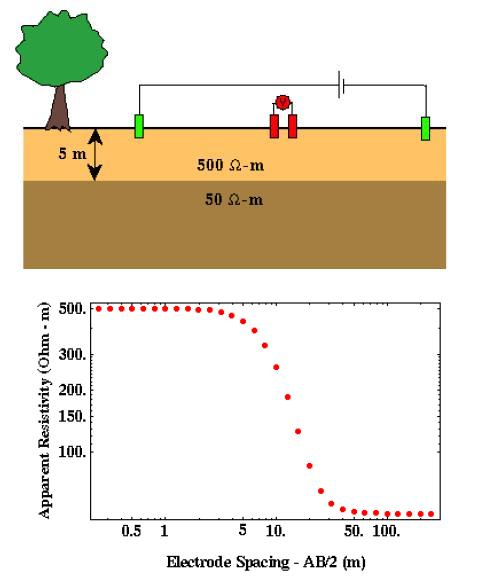 V
5 m
500 Ω-m
50 Ω-m
Apparent Resistivity (Ohm - m)
500.
300.
200.
150.
100.
0.5 1 5 10. 50. 100.
Electrode Spacing - AB/2 (m)